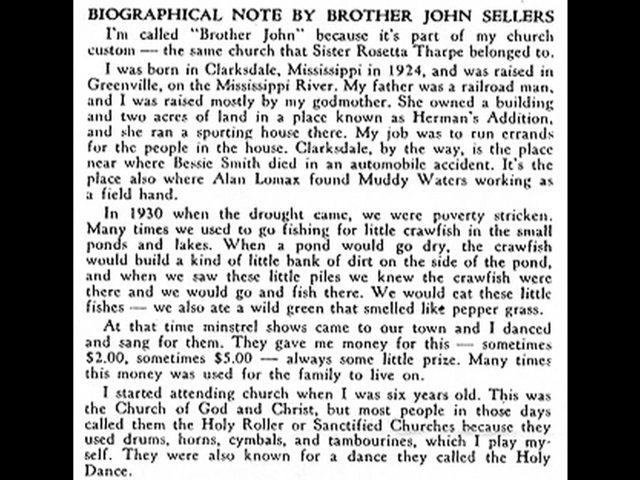 BIOGRAPHICAL NOTE BY BROTHER JOHN SELLERS
I'm called "Brother John" because it's part of my church
custom — the same church that Sister Rosetta Tharpe belonged to.
I was born in Clarksdale, Mississippi in 1924, and was raised in
Greenville, on the Mississippi River. My father was a railroad man,
and I was raised mostly by my godmother. She owned a building
and two acres of land in a place known as Herman's Addition,
and she ran a sporting house there. My job was to run errands
for the people in the house. Clarksdale, by the way, is the place
near where Bessie Smith died in an automobile accident. It's the
place also where Alan Lomax found Muddy Waters working as
a field hand.
In 1930 when the drought came, we were poverty stricken.
Many times we used to go fishing for little crawfish in the small
ponds and lakes. When a pond would go dry, the crawfish
would build a kind of little bank of dirt on the side of the pond,
and when we saw these little piles we knew the crawfish were
there and we would go and fish there. We would eat these little
fishes — we also ate a wild green that smelled like pepper grass.
At that time minstrel shows came to our town and I danced
and sang for them. They gave me money for this — sometimes
$2.00, sometimes $5.00 — always some little prize. Many times
this money was used for the family to live on.
I started attending church when I was six years old. This was
the Church of God and Christ, but most people in those days
called them the Holy Roller or Sanctified Churches because they
used drums, horns, cymbals, and tambourines, which I play my-
self. They were also known for a dance they called the Holy
Dance.